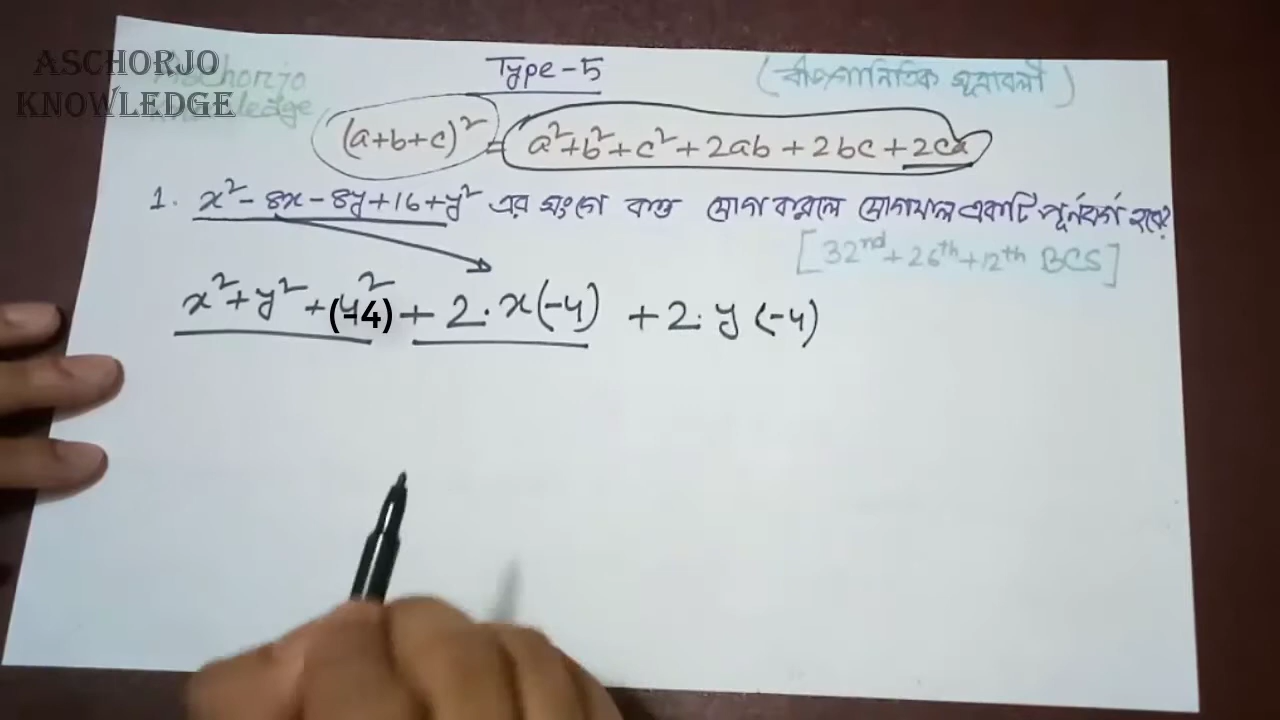 ASCHORJO
KNOWLEDGE
Type-5
(বীজগানিতিক সূত্রাবলী)
(a+b+c)² = a²+b²+c²+2ab+2bc+2ca
1. x²-8x-8y+16+y² এর সংগে কত যোগ করলে যোগফল একটি পূর্নবর্গ হবে?
[32nd+26th+12th BCS]
x²+y²+(-4)²+2.x(-4) +2.y(-4)